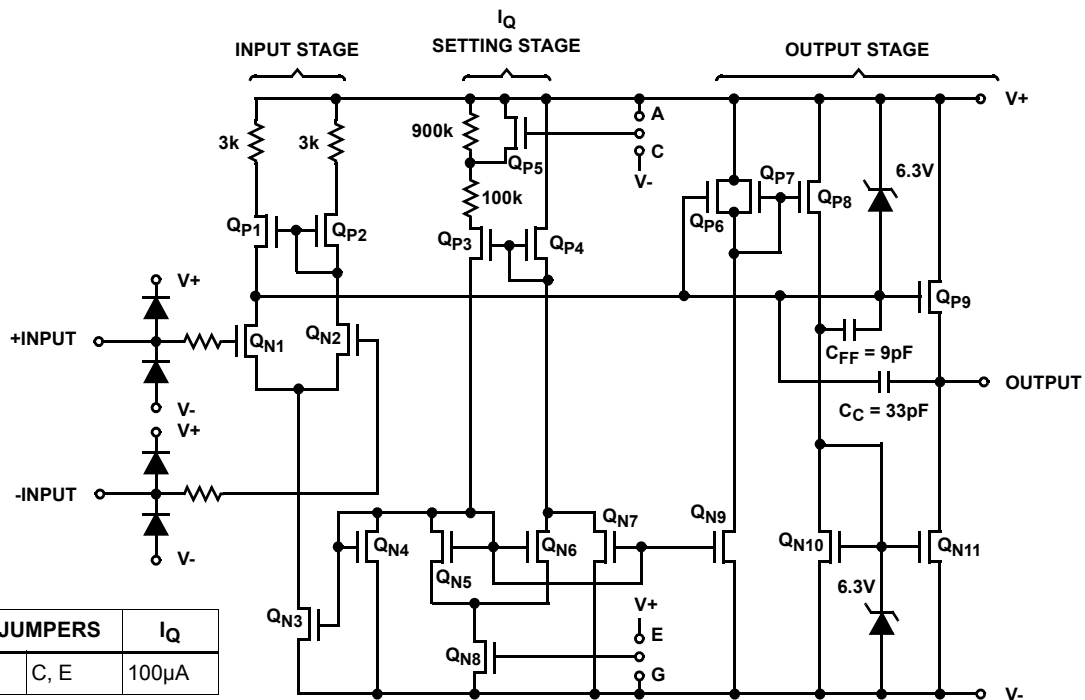 IQ
INPUT STAGE
SETTING STAGE
OUTPUT STAGE
V+
3k
3k
900k
A
C
V-
QP5
100k
6.3V
QP1
QP2
QP3
QP4
QP6
QP7
QP8
QP9
V+
+INPUT
QN1
QN2
V-
CFF = 9pF
OUTPUT
CC = 33pF
V+
-INPUT
V-
QN4
QN5
QN6
QN7
QN9
QN10
QN11
6.3V
QN3
QN8
V+
E
G
V-
JUMPERS IQ
C, E 100µA